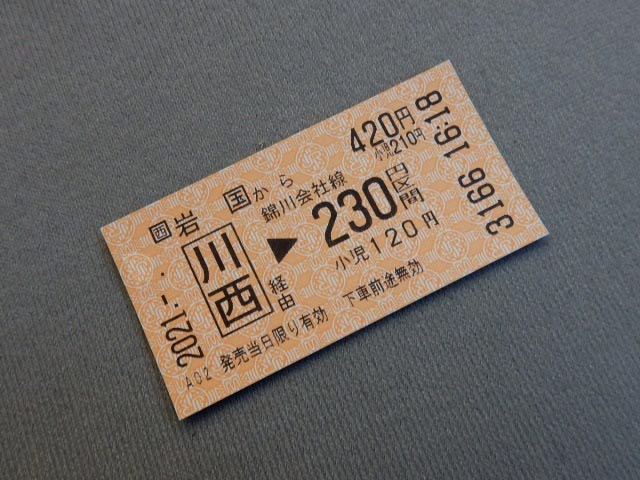 420円
小児210円
㊄岩 国から
錦川会社線
川西
経由
▶230円区間
小児120円
発売当日限り有効 下車前途無効
2021.-.-.
A02
3166 16:18